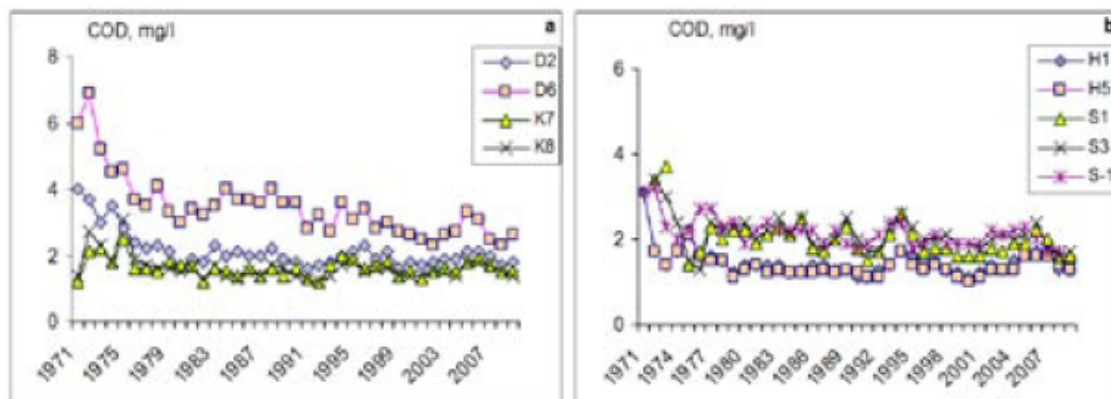 COD, mg/l
a
8
6
4
2
0
1971
1975
1979
1983
1987
1991
1995
1999
2003
2007
D2
D6
K7
K8
COD, mg/l
b
6
4
2
0
1971
1974
1977
1980
1983
1986
1989
1992
1995
1998
2001
2004
2007
H1
H5
S1
S3
S-1